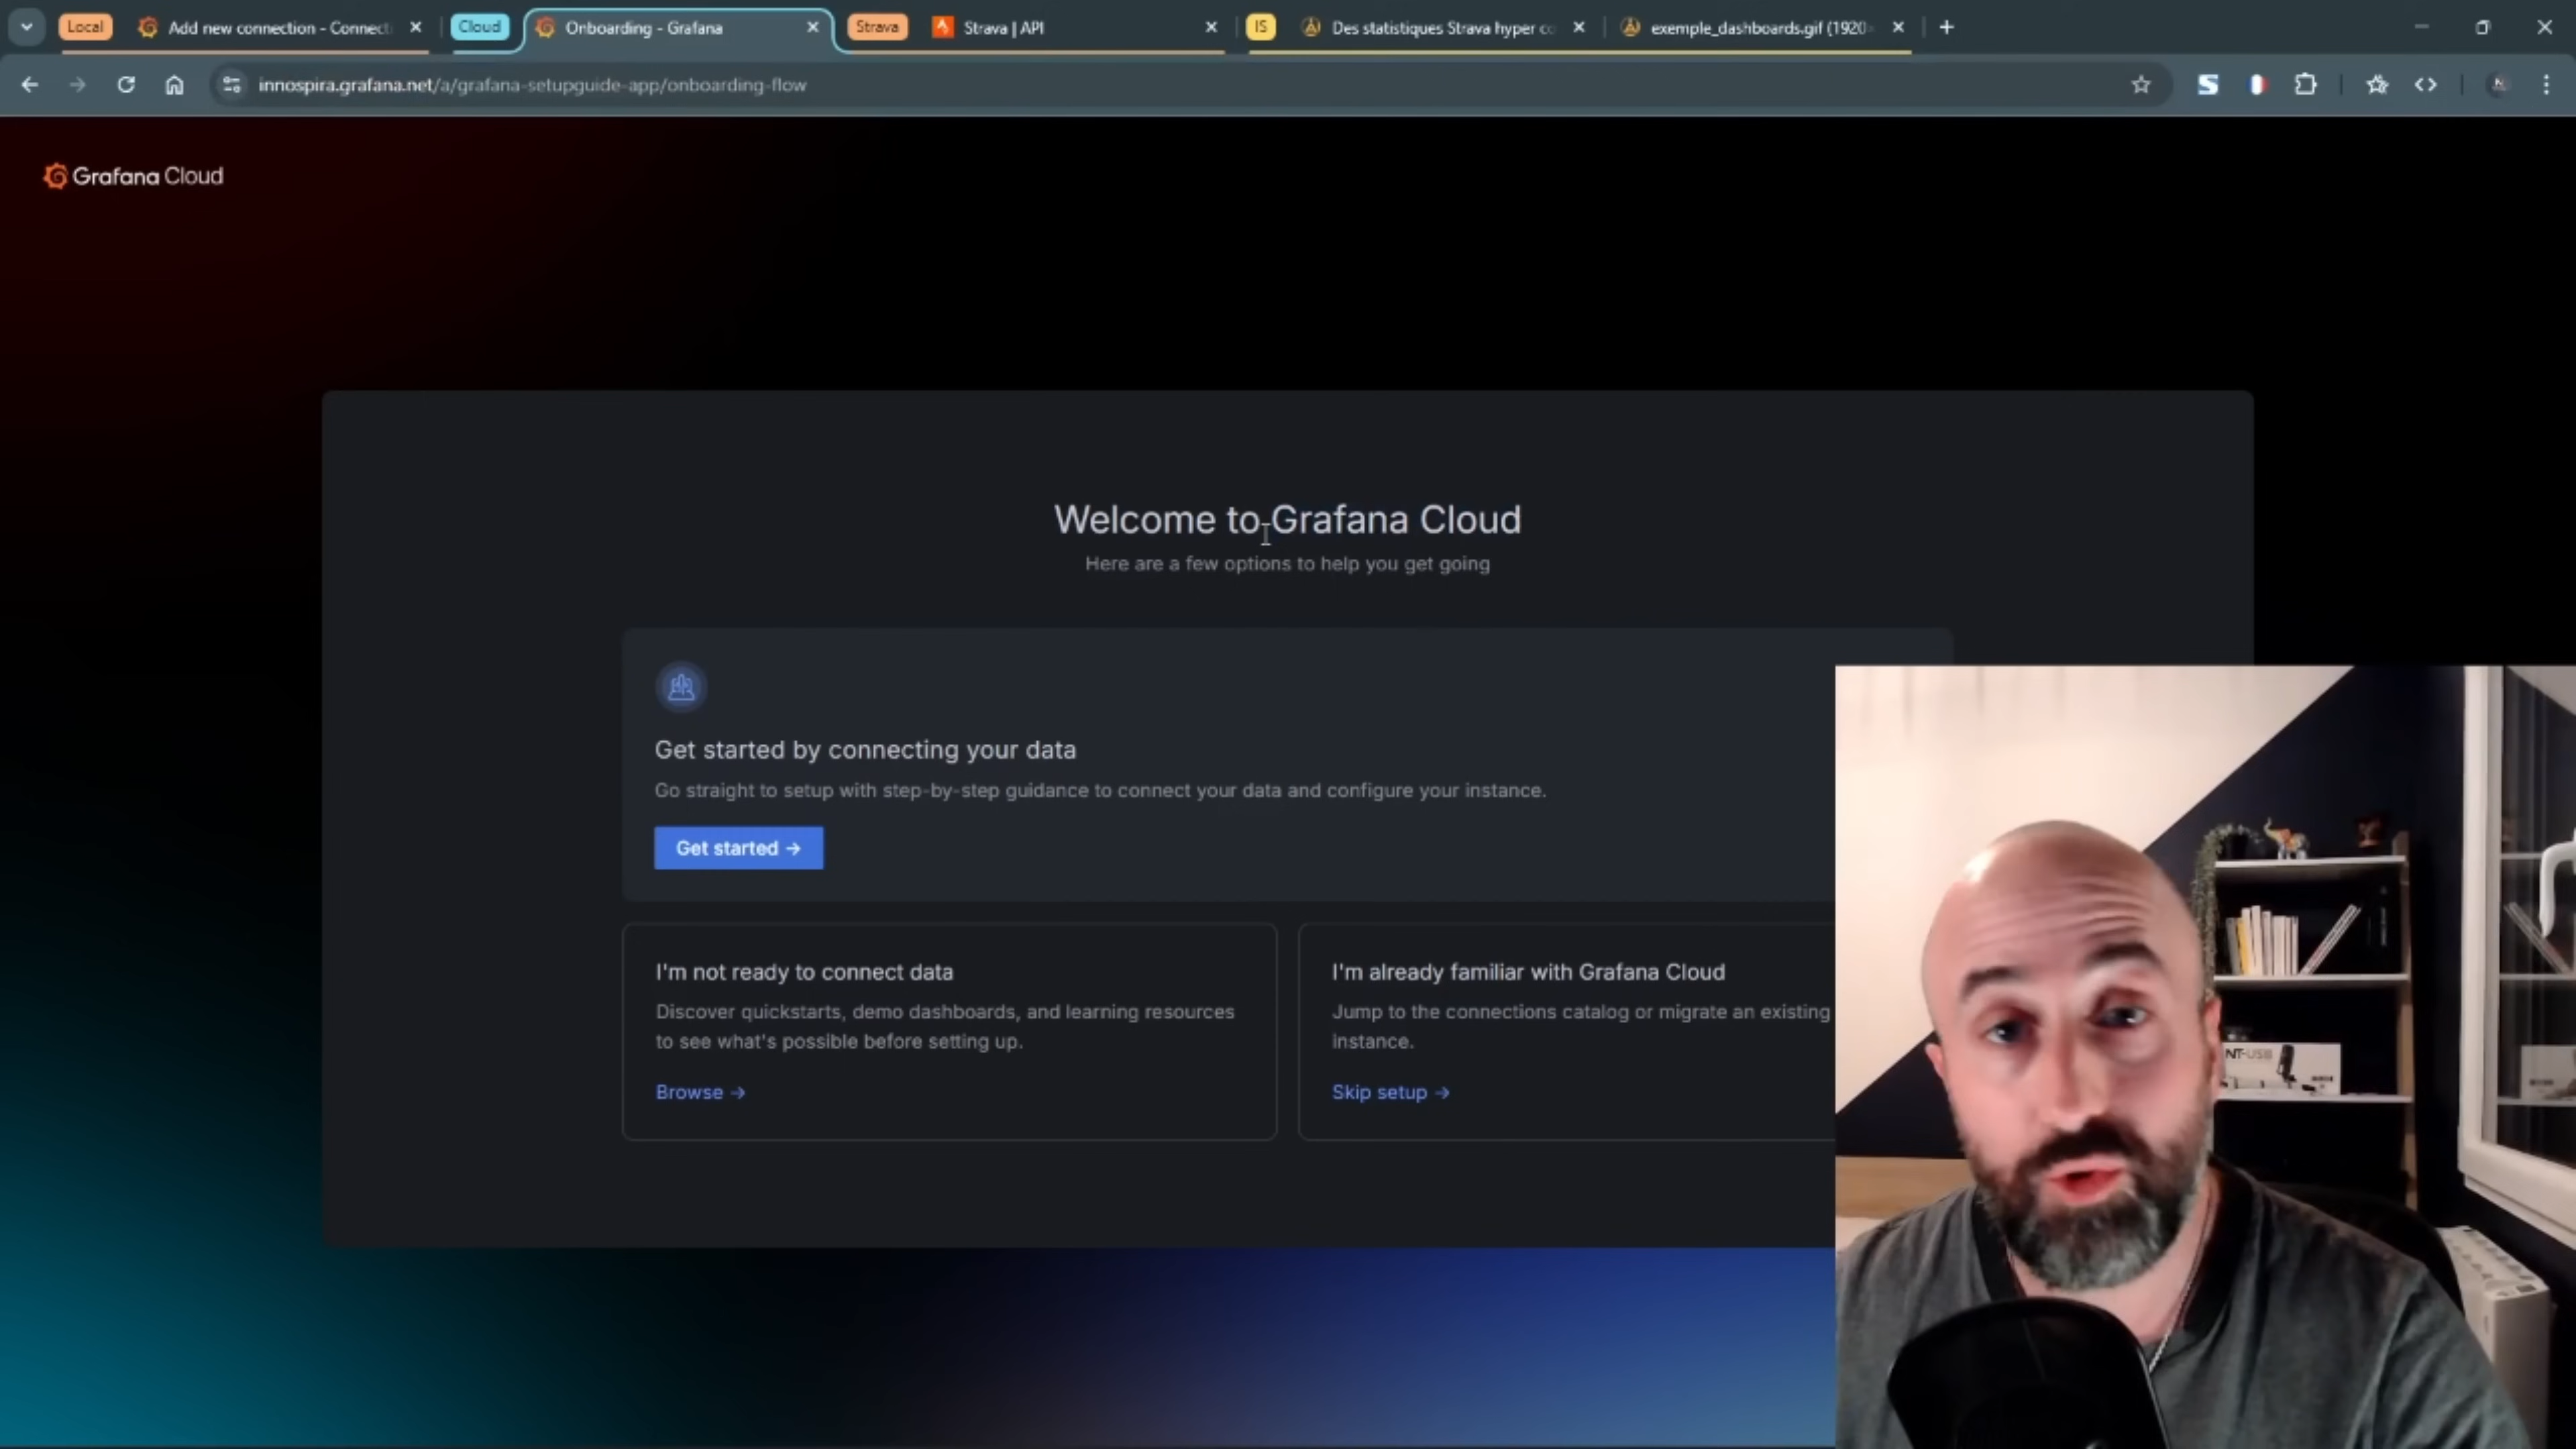 Local
Add new connection - Connect
Cloud
Onboarding - Grafana
Strava
Strava | API
IS
Des statistiques Strava hyper co
exemple_dashboards.gif (1920
innospira.grafana.net/a/grafana-setupguide-app/onboarding-flow
Grafana Cloud
Welcome to Grafana Cloud
Here are a few options to help you get going
Get started by connecting your data
Go straight to setup with step-by-step guidance to connect your data and configure your instance.
Get started →
I'm not ready to connect data
Discover quickstarts, demo dashboards, and learning resources
to see what's possible before setting up.
Browse →
I'm already familiar with Grafana Cloud
Jump to the connections catalog or migrate an existing
instance.
Skip setup →
NT-USB